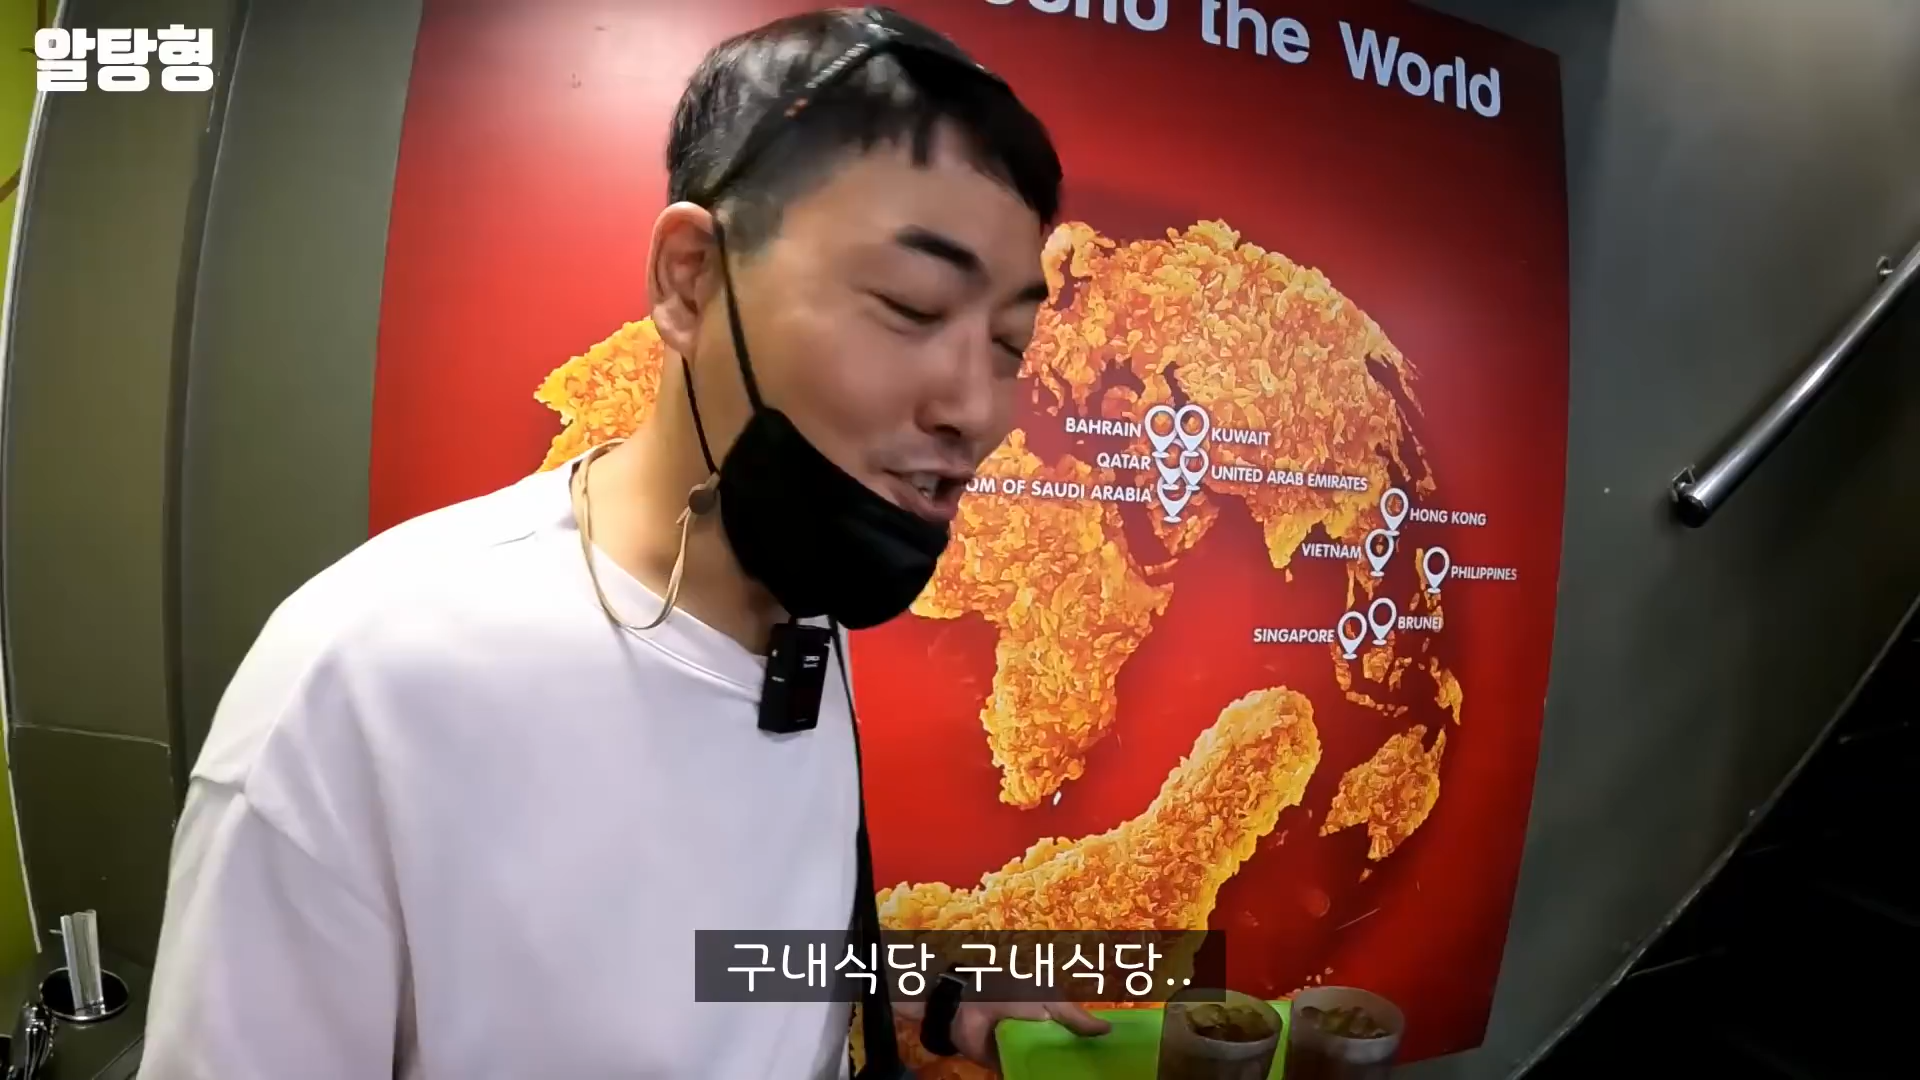 알탕형
the World
BAHRAIN
KUWAIT
QATAR
UNITED ARAB EMIRATES
OM OF SAUDI ARABIA
HONG KONG
VIETNAM
PHILIPPINES
SINGAPORE
BRUNEI
구내식당 구내식당..